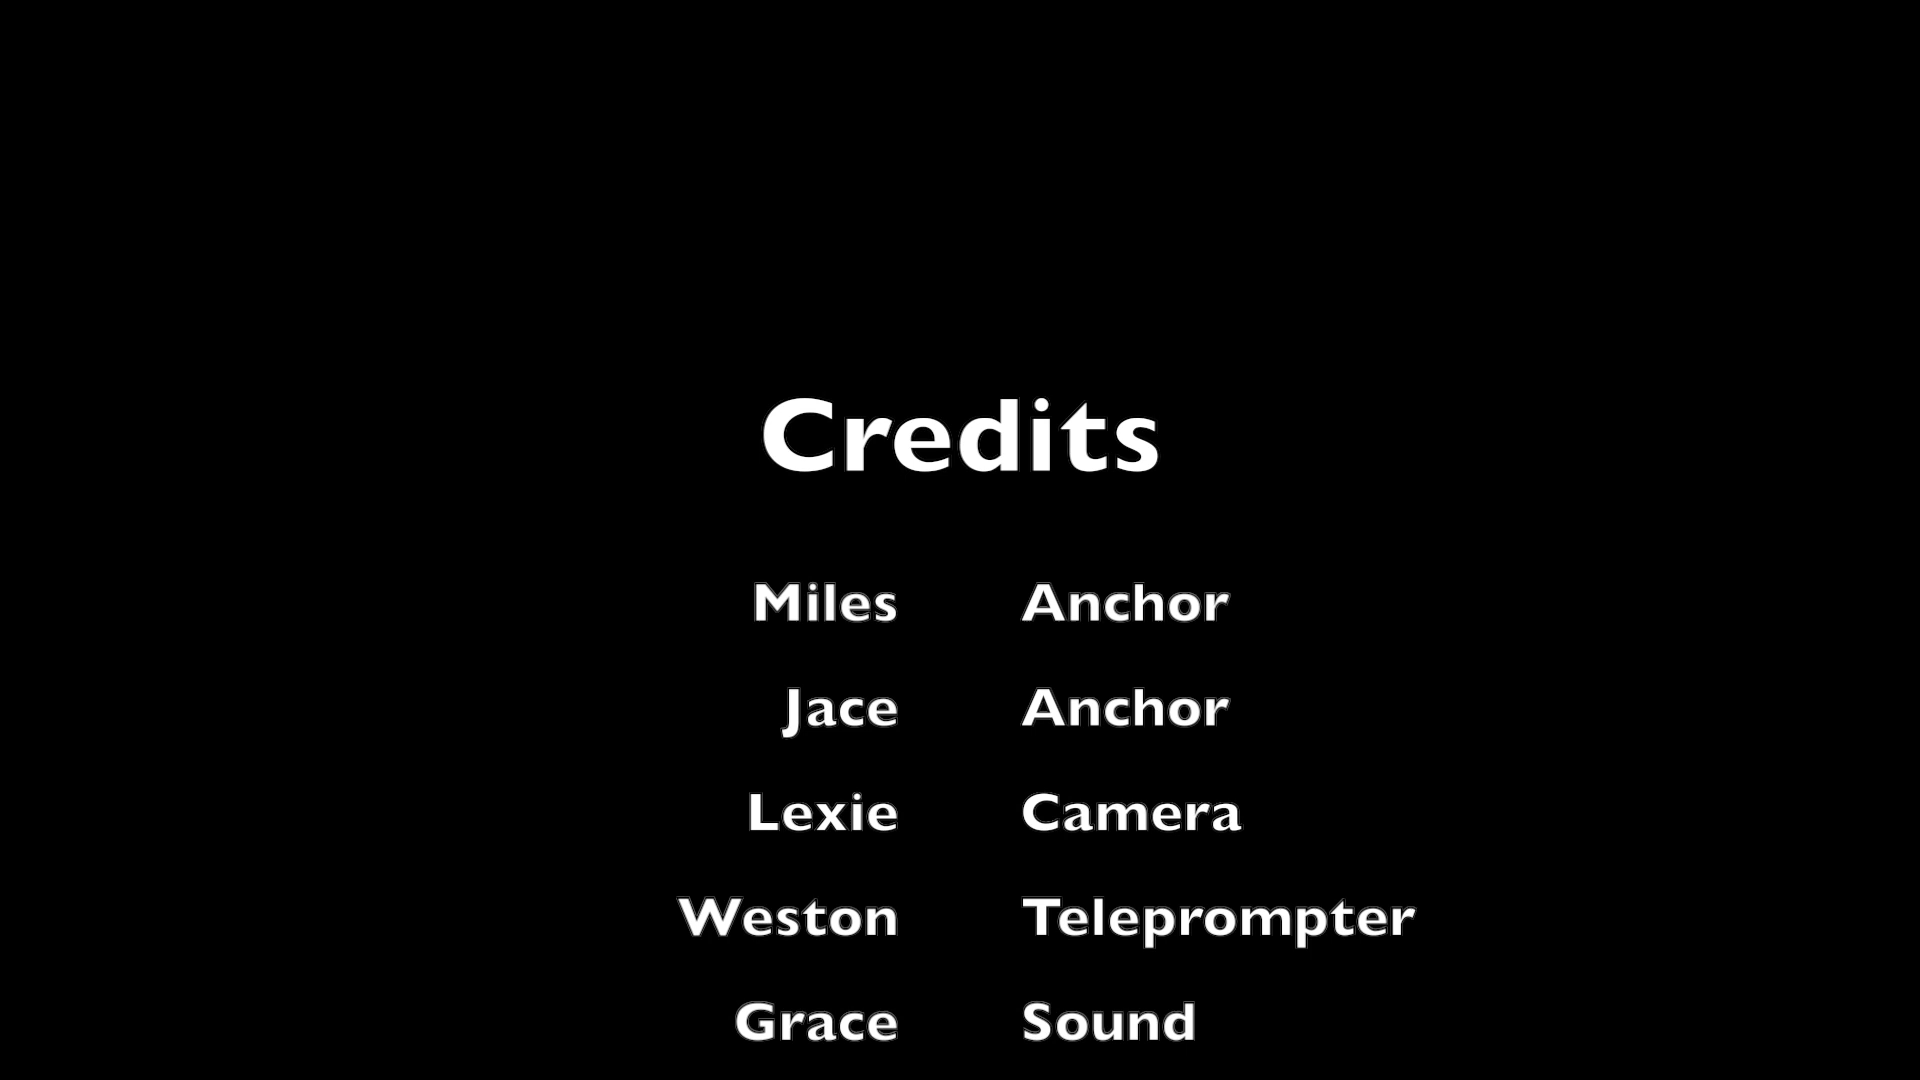 Credits
Miles Anchor
Jace Anchor
Lexie Camera
Weston Teleprompter
Grace Sound